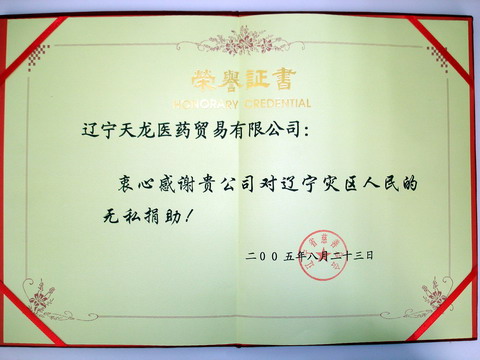 榮譽証書
HONORARY CREDENTIAL
辽宁天龙医药贸易有限公司：
衷心感谢贵公司对辽宁灾区人民的
无私捐助！
二00五年八月二十三日